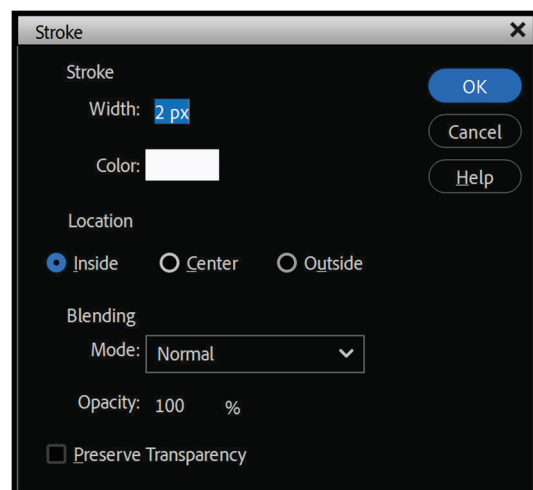 Stroke
Stroke
OK
Width: 2 px
Cancel
Color:
Help
Location
Inside Center Outside
Blending
Mode: Normal
Opacity: 100 %
Preserve Transparency